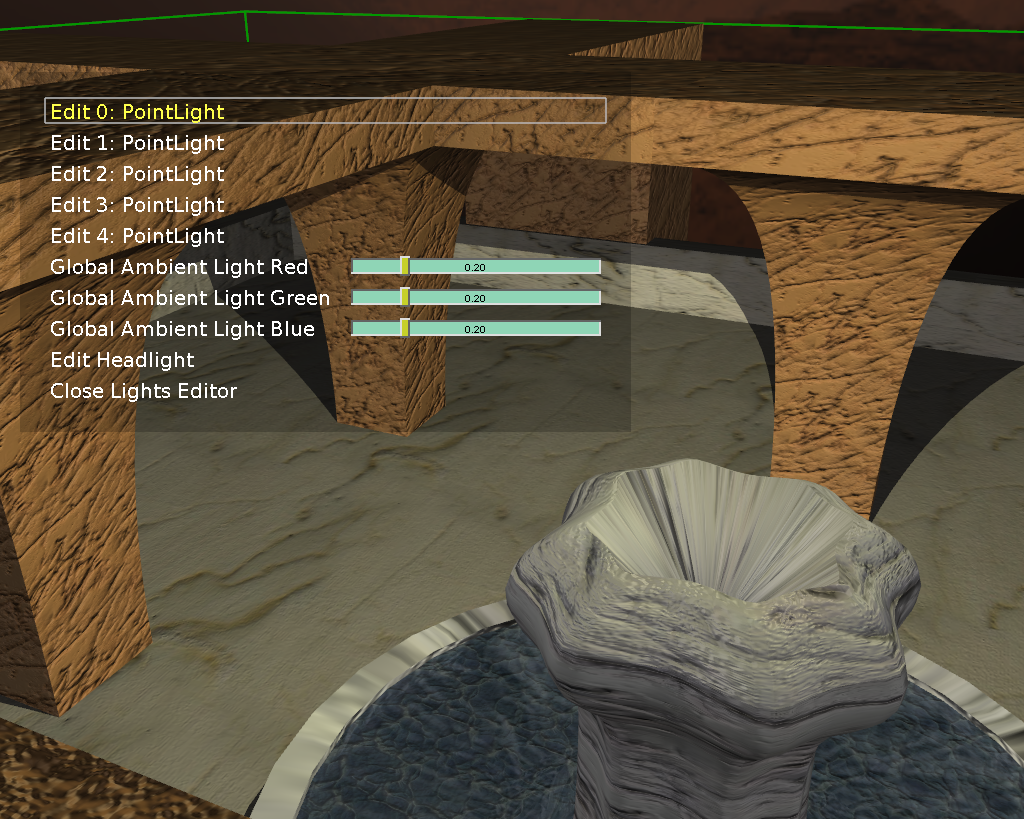 Edit 0: PointLight
Edit 1: PointLight
Edit 2: PointLight
Edit 3: PointLight
Edit 4: PointLight
Global Ambient Light Red 0.20
Global Ambient Light Green 0.20
Global Ambient Light Blue 0.20
Edit Headlight
Close Lights Editor